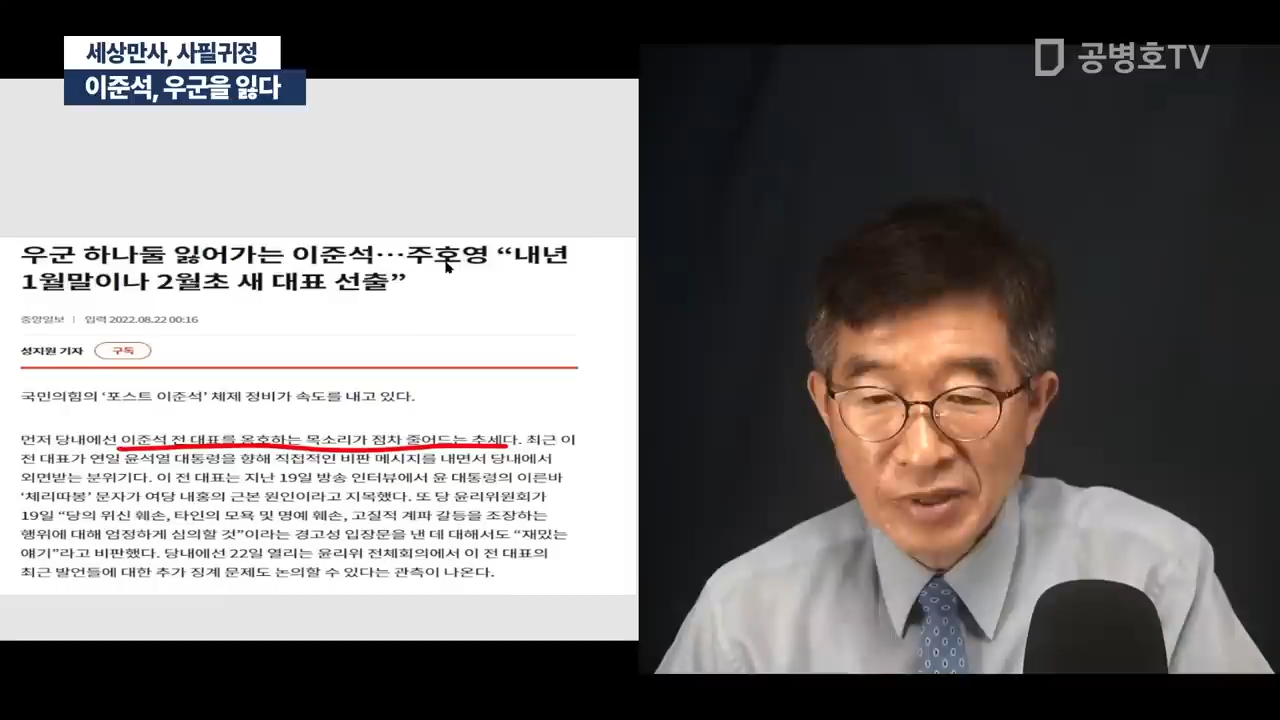 세상만사, 사필귀정
이준석, 우군을 잃다
공병호TV
우군 하나둘 잃어가는 이준석…주호영 “내년
1월말이나 2월초 새 대표 선출”
중앙일보 | 입력 2022.08.22 00:16
성지원 기자 구독
국민의힘의 ‘포스트 이준석’ 체제 정비가 속도를 내고 있다.
먼저 당내에선 이준석 전 대표를 옹호하는 목소리가 점차 줄어드는 추세다. 최근 이
전 대표가 연일 윤석열 대통령을 향해 직접적인 비판 메시지를 내면서 당내에서
외면받는 분위기다. 이 전 대표는 지난 19일 방송 인터뷰에서 윤 대통령의 이른바
‘체리따봉’ 문자가 여당 내홍의 근본 원인이라고 지목했다. 또 당 윤리위원회가
19일 “당의 위신 훼손, 타인의 모욕 및 명예 훼손, 고질적 계파 갈등을 조장하는
행위에 대해 엄정하게 심의할 것”이라는 경고성 입장문을 낸 데 대해서도 “재밌는
얘기”라고 비판했다. 당내에선 22일 열리는 윤리위 전체회의에서 이 전 대표의
최근 발언들에 대한 추가 징계 문제도 논의할 수 있다는 관측이 나온다.